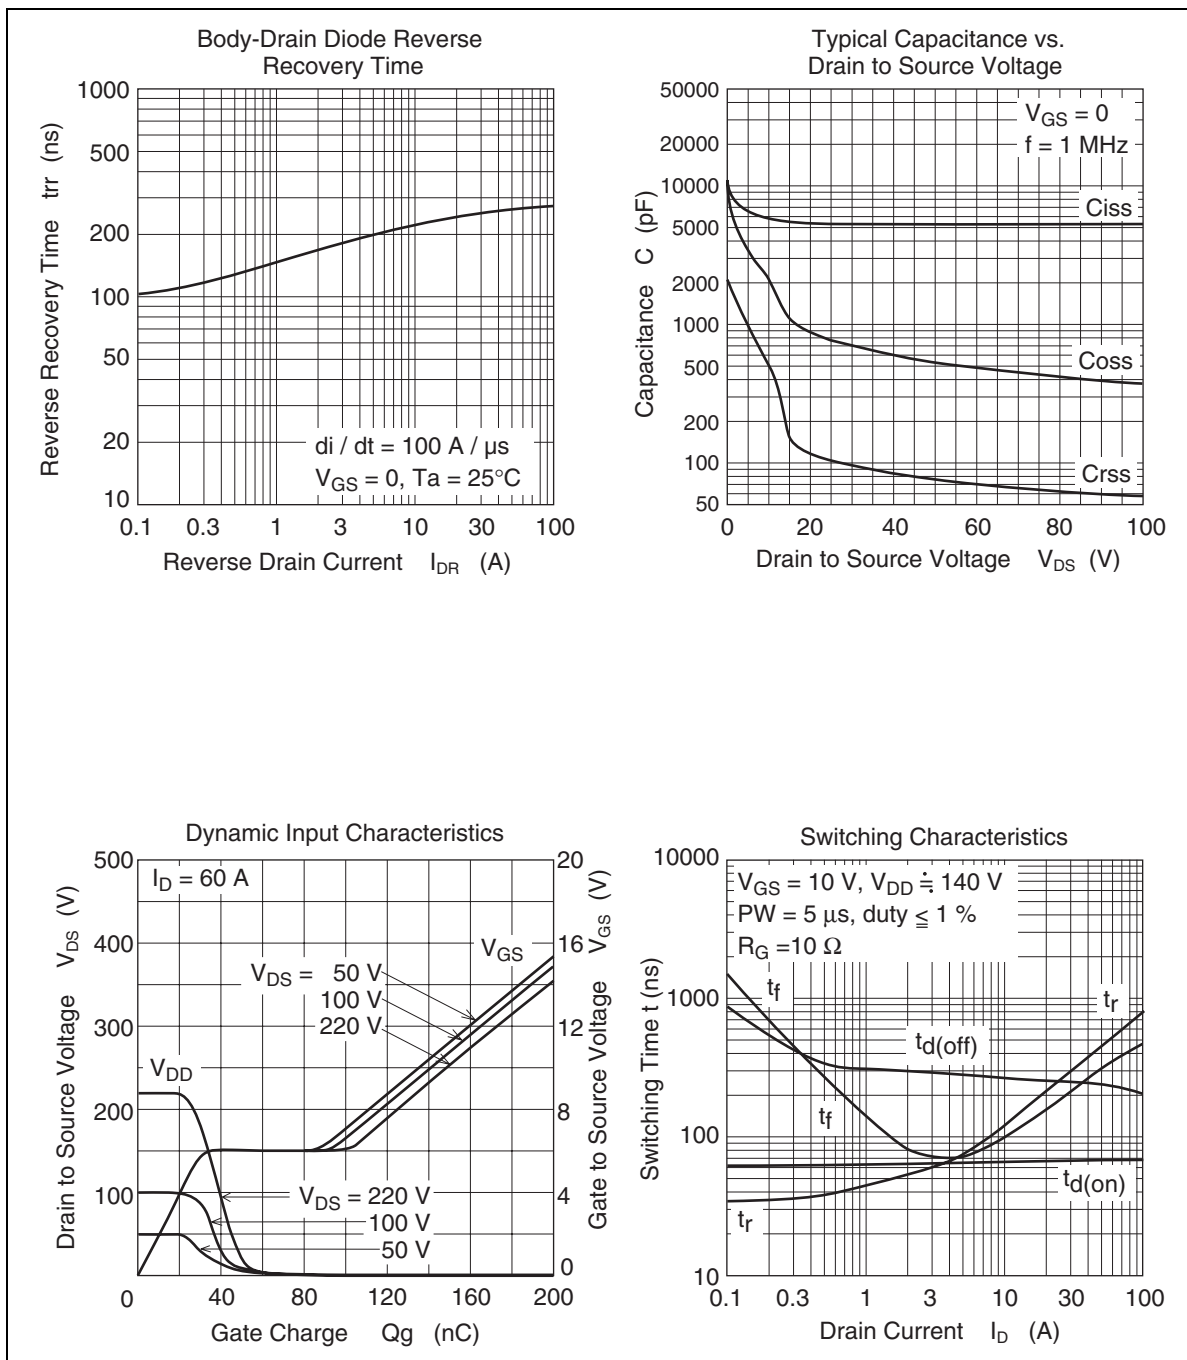 Body-Drain Diode Reverse
Recovery Time
1000
500
200
100
50
20
10
Reverse Recovery Time trr (ns)
di / dt = 100 A / µs
VGS = 0, Ta = 25°C
0.1 0.3 1 3 10 30 100
Reverse Drain Current IDR (A)
Typical Capacitance vs.
Drain to Source Voltage
50000
20000
10000
5000
2000
1000
500
200
100
50
Capacitance C (pF)
VGS = 0
f = 1 MHz
Ciss
Coss
Crss
0 20 40 60 80 100
Drain to Source Voltage VDS (V)
Dynamic Input Characteristics
500
400
300
200
100
0
Drain to Source Voltage VDS (V)
ID = 60 A
VGS
VDS = 50 V
100 V
220 V
VDD
VDS = 220 V
100 V
50 V
20
16
12
8
4
0
Gate to Source Voltage VGS (V)
40 80 120 160 200
Gate Charge Qg (nC)
Switching Characteristics
10000
1000
100
10
Switching Time t (ns)
VGS = 10 V, VDD ≒ 140 V
PW = 5 µs, duty ≦ 1 %
RG =10 Ω
tf
tr
td(off)
tf
td(on)
tr
0.1 0.3 1 3 10 30 100
Drain Current ID (A)